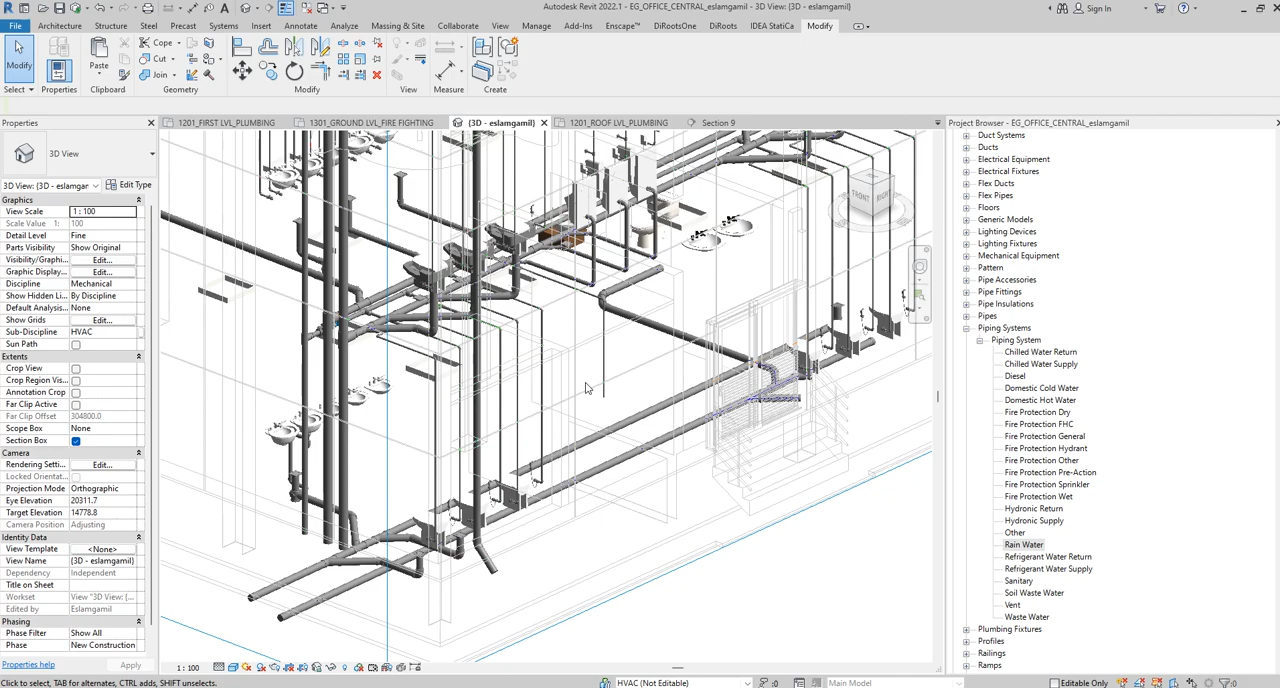 Autodesk Revit 2022.1 - EG_OFFICE_CENTRAL_eslamgamil - 3D View: {3D - eslamgamil}
Sign In
File Architecture Structure Steel Precast Systems Insert Annotate Analyze Massing & Site Collaborate View Manage Add-Ins Enscape™ DiRootsOne DiRoots IDEA StatiCa Modify
Modify
Properties
Paste
Cope
Cut
Join
Select Properties Clipboard Geometry Modify View Measure Create
Properties
1201_FIRST LVL_PLUMBING 1301_GROUND LVL_FIRE FIGHTING {3D - eslamgamil} 1201_ROOF LVL_PLUMBING Section 9
Project Browser - EG_OFFICE_CENTRAL_eslamgamil
3D View
3D View: {3D - eslamgar Edit Type
Graphics
View Scale 1 : 100
Scale Value 1: 100
Detail Level Fine
Parts Visibility Show Original
Visibility/Graphi... Edit...
Graphic Display... Edit...
Discipline Mechanical
Show Hidden Li... By Discipline
Default Analysis... None
Show Grids Edit...
Sub-Discipline HVAC
Sun Path
Extents
Crop View
Crop Region Vis...
Annotation Crop
Far Clip Active
Far Clip Offset 304800.0
Scope Box None
Section Box
Camera
Rendering Setti... Edit...
Locked Orientat...
Projection Mode Orthographic
Eye Elevation 20311.7
Target Elevation 14778.8
Camera Position Adjusting
Identity Data
View Template <None>
View Name {3D - eslamgamil}
Dependency Independent
Title on Sheet
Workset View "3D View: {...
Edited by Eslamgamil
Phasing
Phase Filter Show All
Phase New Construction
Properties help Apply
FRONT RIGHT
Duct Systems
Ducts
Electrical Equipment
Electrical Fixtures
Flex Ducts
Flex Pipes
Floors
Generic Models
Lighting Devices
Lighting Fixtures
Mechanical Equipment
Pattern
Pipe Accessories
Pipe Fittings
Pipe Insulations
Pipes
Piping Systems
Piping System
Chilled Water Return
Chilled Water Supply
Diesel
Domestic Cold Water
Domestic Hot Water
Fire Protection Dry
Fire Protection FHC
Fire Protection General
Fire Protection Hydrant
Fire Protection Other
Fire Protection Pre-Action
Fire Protection Sprinkler
Fire Protection Wet
Hydronic Return
Hydronic Supply
Other
Rain Water
Refrigerant Water Return
Refrigerant Water Supply
Sanitary
Soil Waste Water
Vent
Waste Water
Plumbing Fixtures
Profiles
Railings
Ramps
1 : 100
Click to select, TAB for alternates, CTRL adds, SHIFT unselects.
HVAC (Not Editable) :0 Main Model Editable Only :0